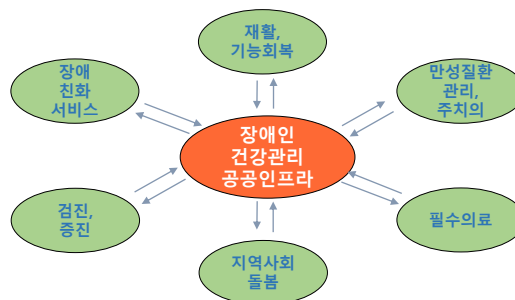 재활,
기능회복
장애
친화
서비스
만성질환
관리,
주치의
장애인
건강관리
공공인프라
검진,
증진
필수의료
지역사회
돌봄